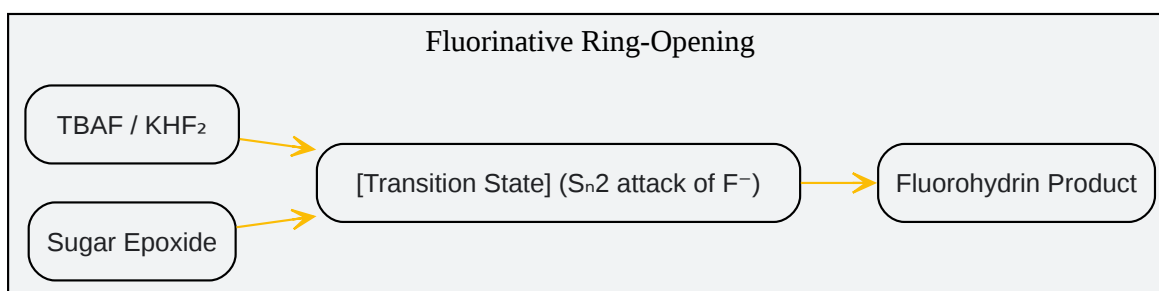 Fluorinative Ring-Opening
TBAF / KHF₂
[Transition State] (Sₙ2 attack of F⁻)
Fluorohydrin Product
Sugar Epoxide